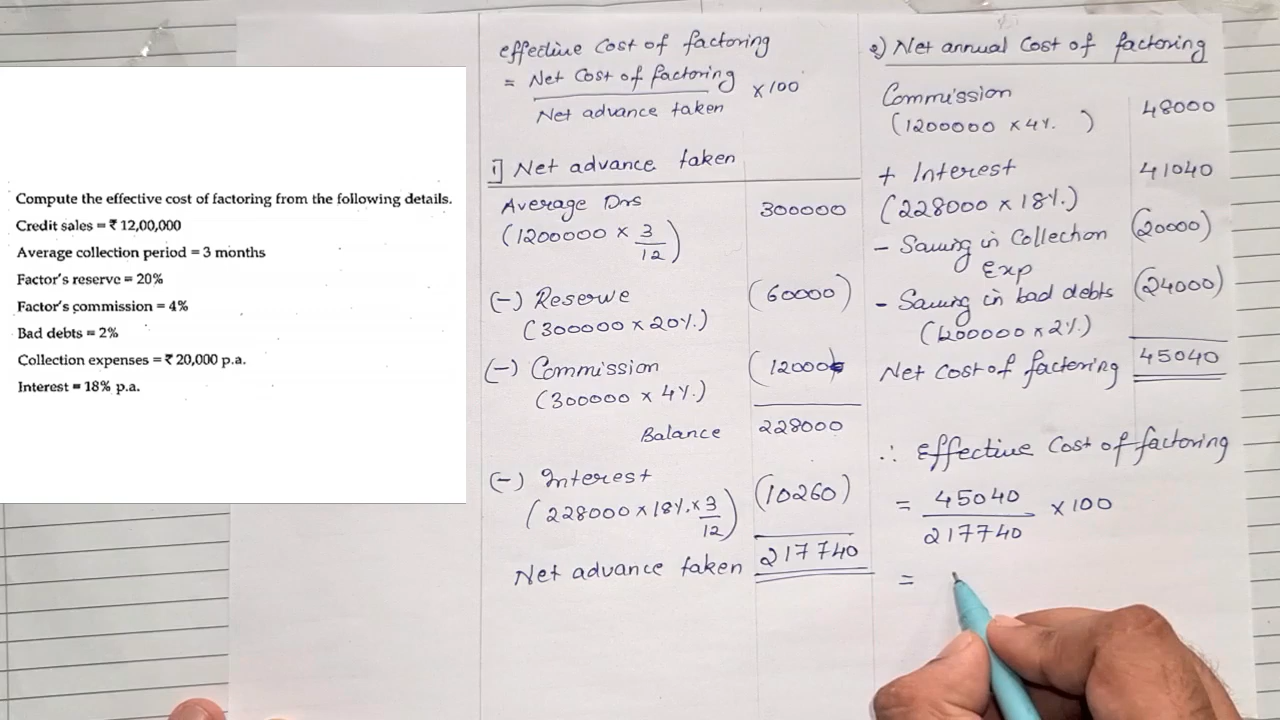 Compute the effective cost of factoring from the following details.
Credit sales = ₹ 12,00,000
Average collection period = 3 months
Factor's reserve = 20%
Factor's commission = 4%
Bad debts = 2%
Collection expenses = ₹ 20,000 p.a.
Interest = 18% p.a.
effective cost of factoring
= Net cost of factoring / Net advance taken × 100
i] Net advance taken
Average Drs 300000
(1200000 × 3/12)
(-) Reserve (60000)
(300000 × 20%.)
(-) Commission (12000)
(300000 × 4%.)
Balance 228000
(-) Interest (10260)
(228000 × 18%. × 3/12)
Net advance taken 217740
2) Net annual cost of factoring
Commission 48000
(1200000 × 4%. )
+ Interest 41040
(228000 × 18%.)
- Saving in Collection (20000)
Exp
- Saving in bad debts (24000)
(1200000 × 2%.)
Net cost of factoring 45040
∴ Effective Cost of factoring
= 45040 / 217740 × 100
=